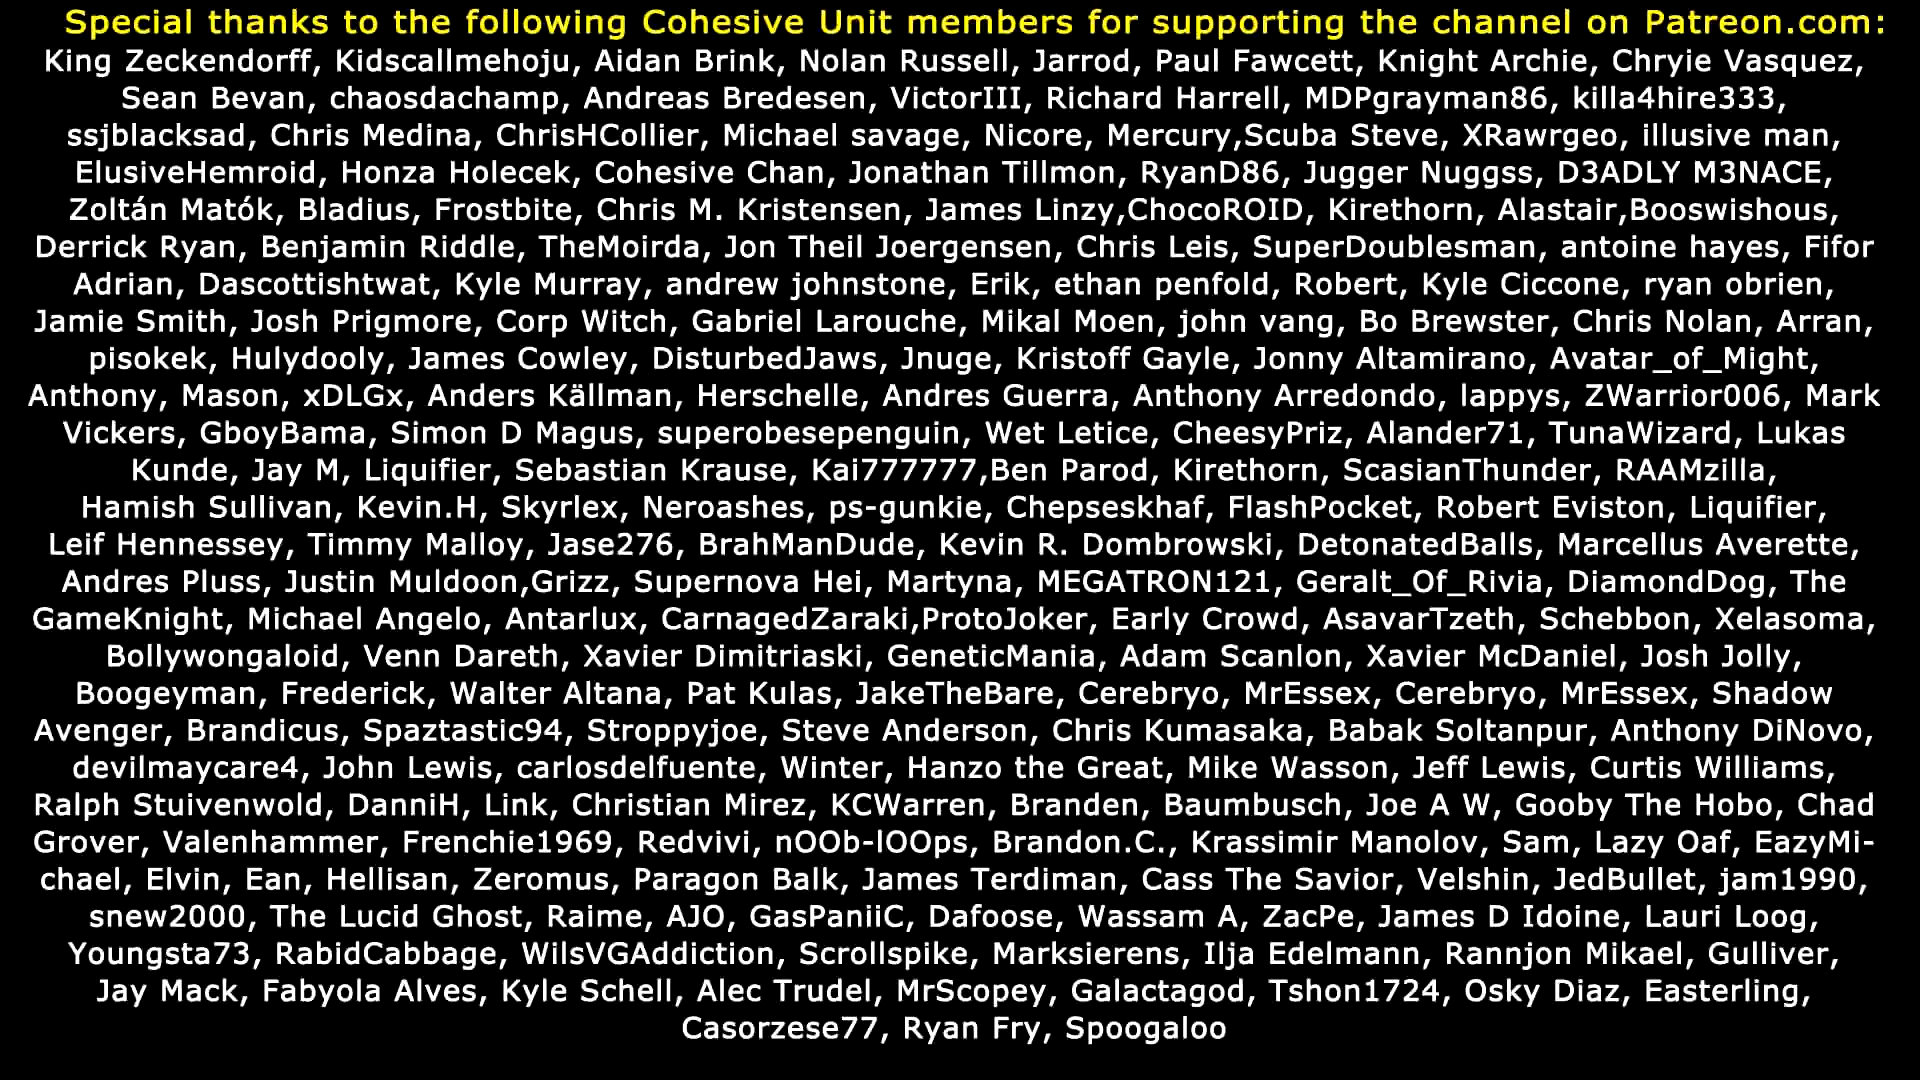 Special thanks to the following Cohesive Unit members for supporting the channel on Patreon.com:
King Zeckendorff, Kidscallmehoju, Aidan Brink, Nolan Russell, Jarrod, Paul Fawcett, Knight Archie, Chryie Vasquez,
Sean Bevan, chaosdachamp, Andreas Bredesen, VictorIII, Richard Harrell, MDPgrayman86, killa4hire333,
ssjblacksad, Chris Medina, ChrisHCollier, Michael savage, Nicore, Mercury,Scuba Steve, XRawrgeo, illusive man,
ElusiveHemroid, Honza Holecek, Cohesive Chan, Jonathan Tillmon, RyanD86, Jugger Nuggss, D3ADLY M3NACE,
Zoltán Matók, Bladius, Frostbite, Chris M. Kristensen, James Linzy,ChocoROID, Kirethorn, Alastair,Booswishous,
Derrick Ryan, Benjamin Riddle, TheMoirda, Jon Theil Joergensen, Chris Leis, SuperDoublesman, antoine hayes, Fifor
Adrian, Dascottishtwat, Kyle Murray, andrew johnstone, Erik, ethan penfold, Robert, Kyle Ciccone, ryan obrien,
Jamie Smith, Josh Prigmore, Corp Witch, Gabriel Larouche, Mikal Moen, john vang, Bo Brewster, Chris Nolan, Arran,
pisokek, Hulydooly, James Cowley, DisturbedJaws, Jnuge, Kristoff Gayle, Jonny Altamirano, Avatar_of_Might,
Anthony, Mason, xDLGx, Anders Källman, Herschelle, Andres Guerra, Anthony Arredondo, lappys, ZWarrior006, Mark
Vickers, GboyBama, Simon D Magus, superobesepenguin, Wet Letice, CheesyPriz, Alander71, TunaWizard, Lukas
Kunde, Jay M, Liquifier, Sebastian Krause, Kai777777,Ben Parod, Kirethorn, ScasianThunder, RAAMzilla,
Hamish Sullivan, Kevin.H, Skyrlex, Neroashes, ps-gunkie, Chepseskhaf, FlashPocket, Robert Eviston, Liquifier,
Leif Hennessey, Timmy Malloy, Jase276, BrahManDude, Kevin R. Dombrowski, DetonatedBalls, Marcellus Averette,
Andres Pluss, Justin Muldoon,Grizz, Supernova Hei, Martyna, MEGATRON121, Geralt_Of_Rivia, DiamondDog, The
GameKnight, Michael Angelo, Antarlux, CarnagedZaraki,ProtoJoker, Early Crowd, AsavarTzeth, Schebbon, Xelasoma,
Bollywongaloid, Venn Dareth, Xavier Dimitriaski, GeneticMania, Adam Scanlon, Xavier McDaniel, Josh Jolly,
Boogeyman, Frederick, Walter Altana, Pat Kulas, JakeTheBare, Cerebryo, MrEssex, Cerebryo, MrEssex, Shadow
Avenger, Brandicus, Spaztastic94, Stroppyjoe, Steve Anderson, Chris Kumasaka, Babak Soltanpur, Anthony DiNovo,
devilmaycare4, John Lewis, carlosdelfuente, Winter, Hanzo the Great, Mike Wasson, Jeff Lewis, Curtis Williams,
Ralph Stuivenwold, DanniH, Link, Christian Mirez, KCWarren, Branden, Baumbusch, Joe A W, Gooby The Hobo, Chad
Grover, Valenhammer, Frenchie1969, Redvivi, nOOb-lOOps, Brandon.C., Krassimir Manolov, Sam, Lazy Oaf, EazyMi-
chael, Elvin, Ean, Hellisan, Zeromus, Paragon Balk, James Terdiman, Cass The Savior, Velshin, JedBullet, jam1990,
snew2000, The Lucid Ghost, Raime, AJO, GasPaniiC, Dafoose, Wassam A, ZacPe, James D Idoine, Lauri Loog,
Youngsta73, RabidCabbage, WilsVGAddiction, Scrollspike, Marksierens, Ilja Edelmann, Rannjon Mikael, Gulliver,
Jay Mack, Fabyola Alves, Kyle Schell, Alec Trudel, MrScopey, Galactagod, Tshon1724, Osky Diaz, Easterling,
Casorzese77, Ryan Fry, Spoogaloo